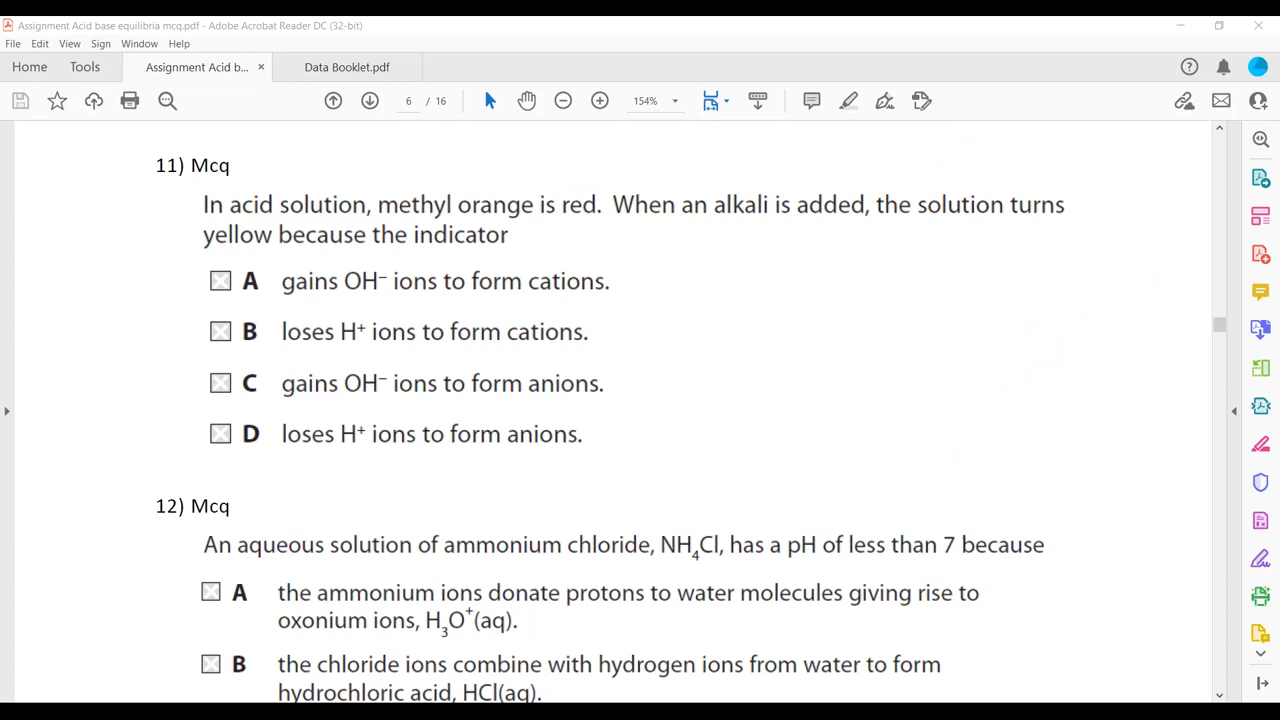 Assignment Acid base equilibria mcq.pdf - Adobe Acrobat Reader DC (32-bit)
File Edit View Sign Window Help
Home Tools Assignment Acid b... × Data Booklet.pdf
6 / 16 154%
11) Mcq
In acid solution, methyl orange is red. When an alkali is added, the solution turns
yellow because the indicator
A gains OH⁻ ions to form cations.
B loses H⁺ ions to form cations.
C gains OH⁻ ions to form anions.
D loses H⁺ ions to form anions.
12) Mcq
An aqueous solution of ammonium chloride, NH₄Cl, has a pH of less than 7 because
A the ammonium ions donate protons to water molecules giving rise to
oxonium ions, H₃O⁺(aq).
B the chloride ions combine with hydrogen ions from water to form
hydrochloric acid, HCl(aq).